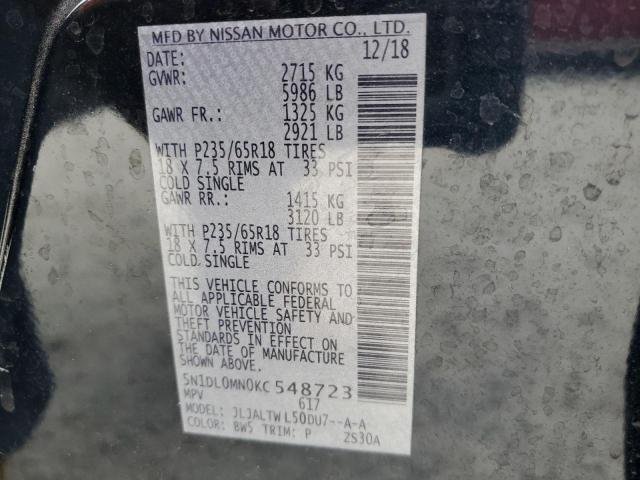 MFD BY NISSAN MOTOR CO., LTD.
DATE: 12/18
GVWR: 2715 KG
5986 LB
GAWR FR.: 1325 KG
2921 LB
WITH P235/65R18 TIRES
18 X 7.5 RIMS AT 33 PSI
COLD SINGLE
GAWR RR.: 1415 KG
3120 LB
WITH P235/65R18 TIRES
18 X 7.5 RIMS AT 33 PSI
COLD SINGLE
THIS VEHICLE CONFORMS TO
ALL APPLICABLE FEDERAL
MOTOR VEHICLE SAFETY AND
THEFT PREVENTION
STANDARDS IN EFFECT ON
THE DATE OF MANUFACTURE
SHOWN ABOVE.
5N1DL0MN0KC548723
MPV 617
MODEL: JLJALTWL50DU7--A-A
COLOR: BW5 TRIM: P 2S30A